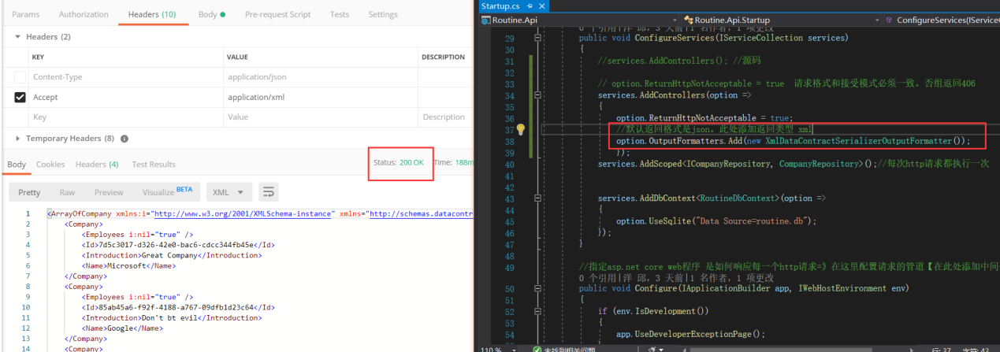 Params Authorization Headers (10) Body Pre-request Script Tests Settings
Headers (2)
KEY VALUE DESCRIPTION
Content-Type application/json
Accept application/xml
Key Value Description
Temporary Headers (8)
Body Cookies Headers (4) Test Results Status: 200 OK Time: 188m
Pretty Raw Preview Visualize BETA XML
1 <ArrayOfCompany xmlns:i="http://www.w3.org/2001/XMLSchema-instance" xmlns="http://schemas.datacontr
2 <Company>
3 <Employees i:nil="true" />
4 <Id>7d5c3017-d326-42e0-bac6-cdcc344fb45e</Id>
5 <Introduction>Great Company</Introduction>
6 <Name>Microsoft</Name>
7 </Company>
8 <Company>
9 <Employees i:nil="true" />
10 <Id>85ab45a6-f92f-4188-a767-09dfb1d23c64</Id>
11 <Introduction>Don't bt evil</Introduction>
12 <Name>Google</Name>
13 </Company>
14 <Company>
Startup.cs
Routine.Api Routine.Api.Startup ConfigureServices(IServiceC
0 个引用|洋 邱，3 天前|1 名作者，1 项更改
29 public void ConfigureServices(IServiceCollection services)
30 {
31 //services.AddControllers(); //源码
32
33 // option.ReturnHttpNotAcceptable = true 请求格式和接受模式必须一致。否组返回406
34 services.AddControllers(option =>
35 {
36 option.ReturnHttpNotAcceptable = true;
37 //默认返回格式是json。此处添加返回类型 xml
38 option.OutputFormatters.Add(new XmlDataContractSerializerOutputFormatter());
39 });
40 services.AddScoped<ICompanyRepository, CompanyRepository>();//每次http请求都执行一次
41
42
43 services.AddDbContext<RoutineDbContext>(option =>
44 {
45 option.UseSqlite("Data Source=routine.db");
46 });
47 }
48
49 //指定asp.net core web程序 是如何响应每一个http请求=》在这里配置请求的管道【在此处添加中间
0 个引用|洋 邱，3 天前|1 名作者，1 项更改
50 public void Configure(IApplicationBuilder app, IWebHostEnvironment env)
51 {
52 if (env.IsDevelopment())
53 {
54 app.UseDeveloperExceptionPage();
110 % 未找到相关问题 行: 37 字符: 43